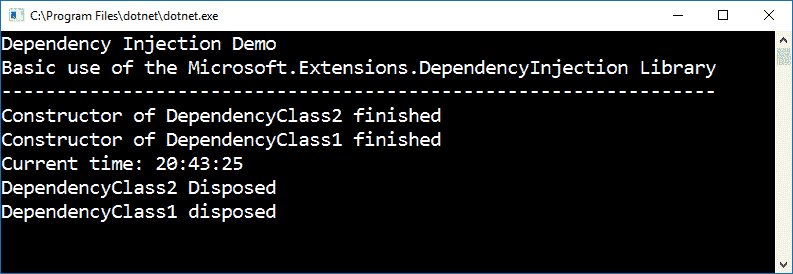 C:\Program Files\dotnet\dotnet.exe
Dependency Injection Demo
Basic use of the Microsoft.Extensions.DependencyInjection Library
-----------------------------------------------------------------
Constructor of DependencyClass2 finished
Constructor of DependencyClass1 finished
Current time: 20:43:25
DependencyClass2 Disposed
DependencyClass1 disposed